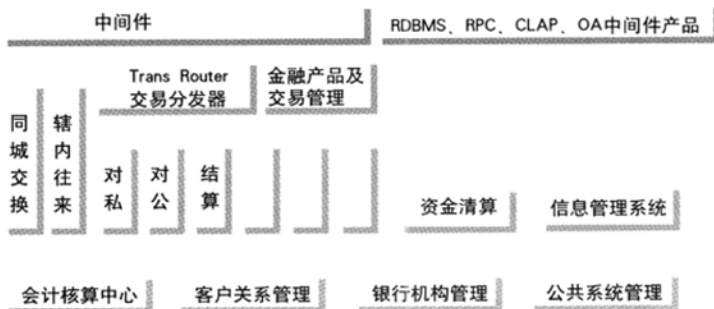 中间件
RDBMS、RPC、CLAP、OA中间件产品
Trans Router
交易分发器
金融产品及
交易管理
同城交换
辖内往来
对私
对公
结算
资金清算
信息管理系统
会计核算中心
客户关系管理
银行机构管理
公共系统管理